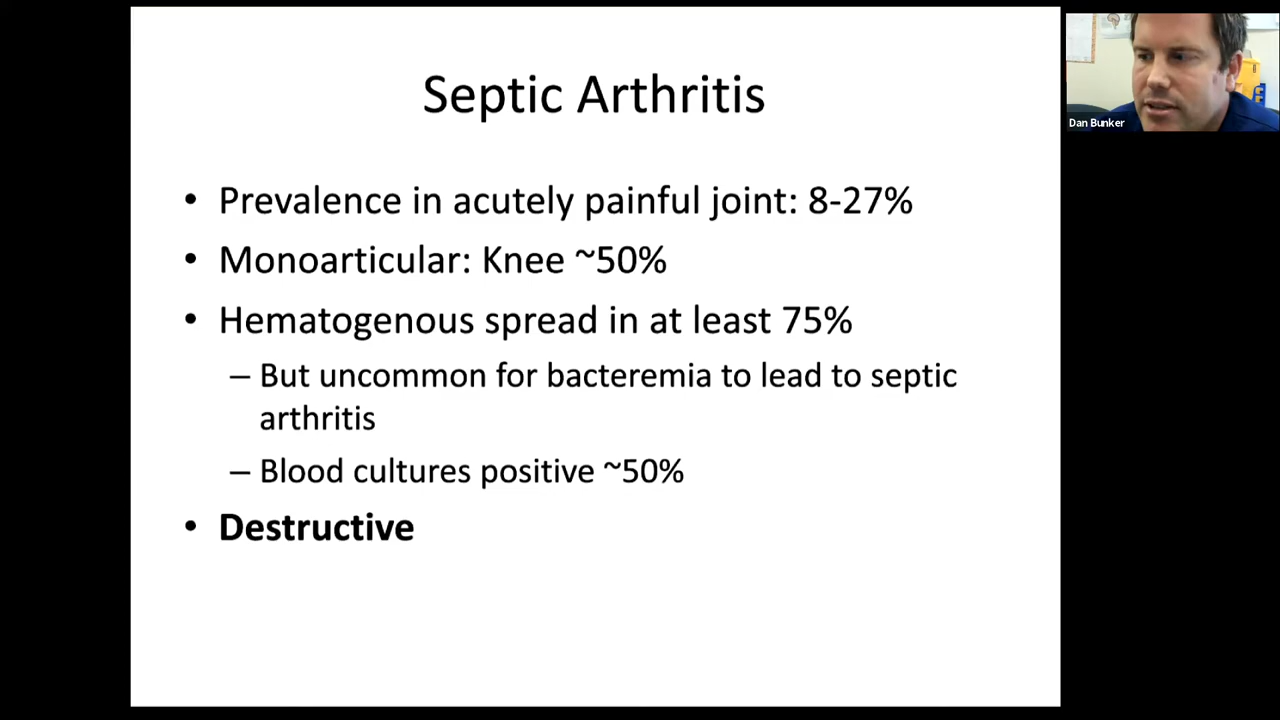 Septic Arthritis
• Prevalence in acutely painful joint: 8-27%
• Monoarticular: Knee ~50%
• Hematogenous spread in at least 75%
– But uncommon for bacteremia to lead to septic
arthritis
– Blood cultures positive ~50%
• Destructive
Dan Bunker